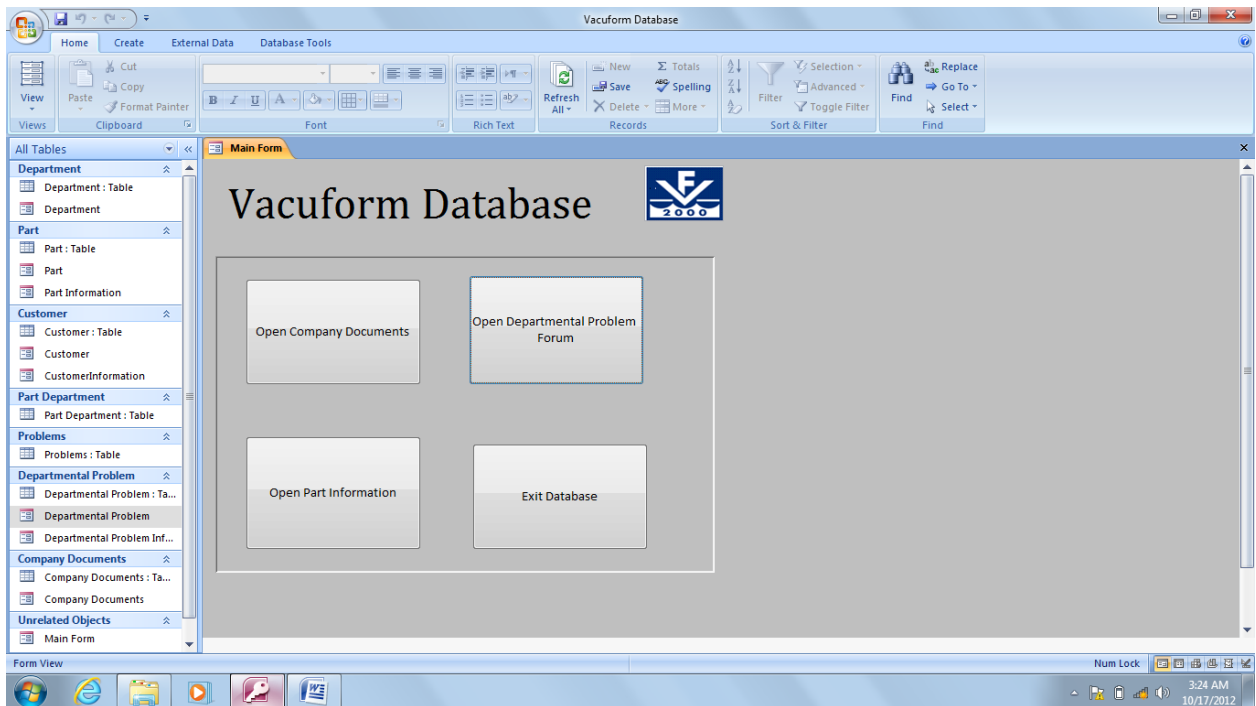 Vacuform Database
Home Create External Data Database Tools
View
Views
Paste
Cut
Copy
Format Painter
Clipboard
B I U A
Font
ab
Rich Text
Refresh
All
New
Save
Delete
Σ Totals
ABC Spelling
More
Records
A
Z
Z
A
Filter
Selection
Advanced
Toggle Filter
Sort & Filter
Find
Replace
Go To
Select
Find
All Tables
Department
Department : Table
Department
Part
Part : Table
Part
Part Information
Customer
Customer : Table
Customer
CustomerInformation
Part Department
Part Department : Table
Problems
Problems : Table
Departmental Problem
Departmental Problem : Ta...
Departmental Problem
Departmental Problem Inf...
Company Documents
Company Documents : Ta...
Company Documents
Unrelated Objects
Main Form
Main Form
Vacuform Database
VF
2000
Open Company Documents
Open Departmental Problem
Forum
Open Part Information
Exit Database
Form View
Num Lock
3:24 AM
10/17/2012